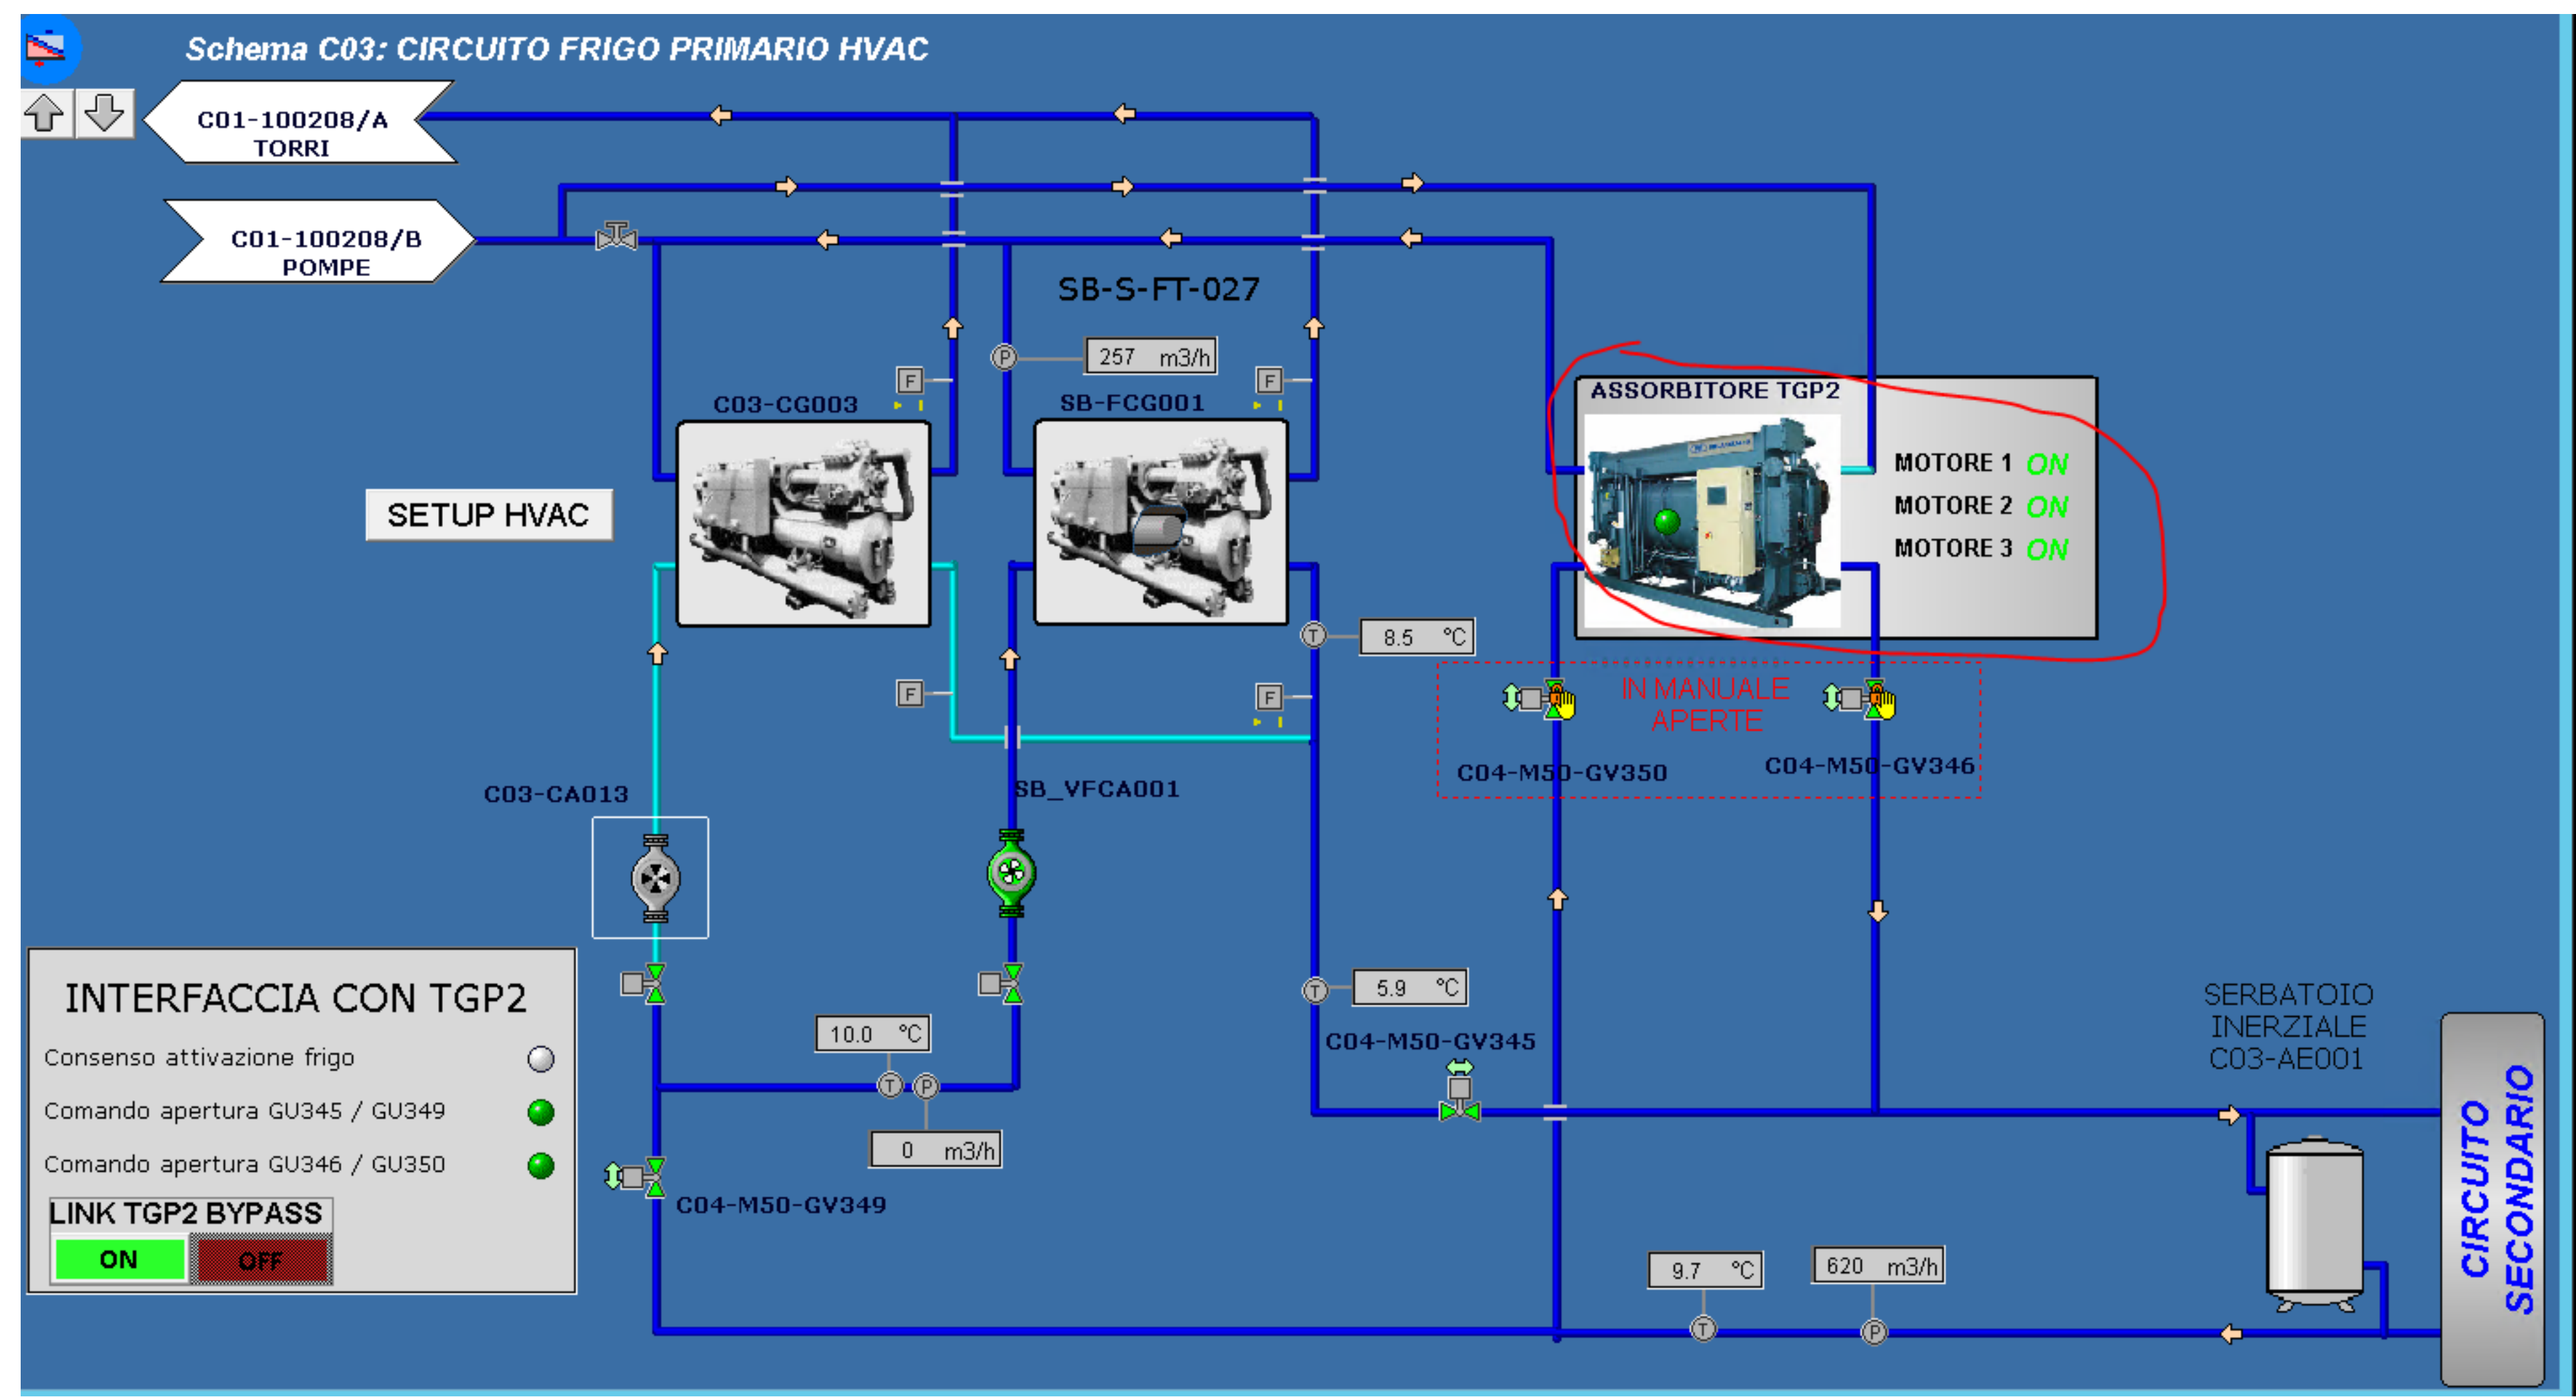 Schema C03: CIRCUITO FRIGO PRIMARIO HVAC
C01-100208/A
TORRI
C01-100208/B
POMPE
SB-S-FT-027
P
257 m3/h
F
F
C03-CG003
SB-FCG001
ASSORBITORE TGP2
MOTORE 1 ON
MOTORE 2 ON
MOTORE 3 ON
SETUP HVAC
T
8.5 °C
F
F
IN MANUALE
APERTE
C04-M50-GV350
C04-M50-GV346
C03-CA013
SB_VFCA001
INTERFACCIA CON TGP2
Consenso attivazione frigo
Comando apertura GU345 / GU349
Comando apertura GU346 / GU350
LINK TGP2 BYPASS
ON
OFF
10.0 °C
T
P
0 m3/h
C04-M50-GV349
T
5.9 °C
C04-M50-GV345
SERBATOIO
INERZIALE
C03-AE001
9.7 °C
620 m3/h
T
P
CIRCUITO
SECONDARIO